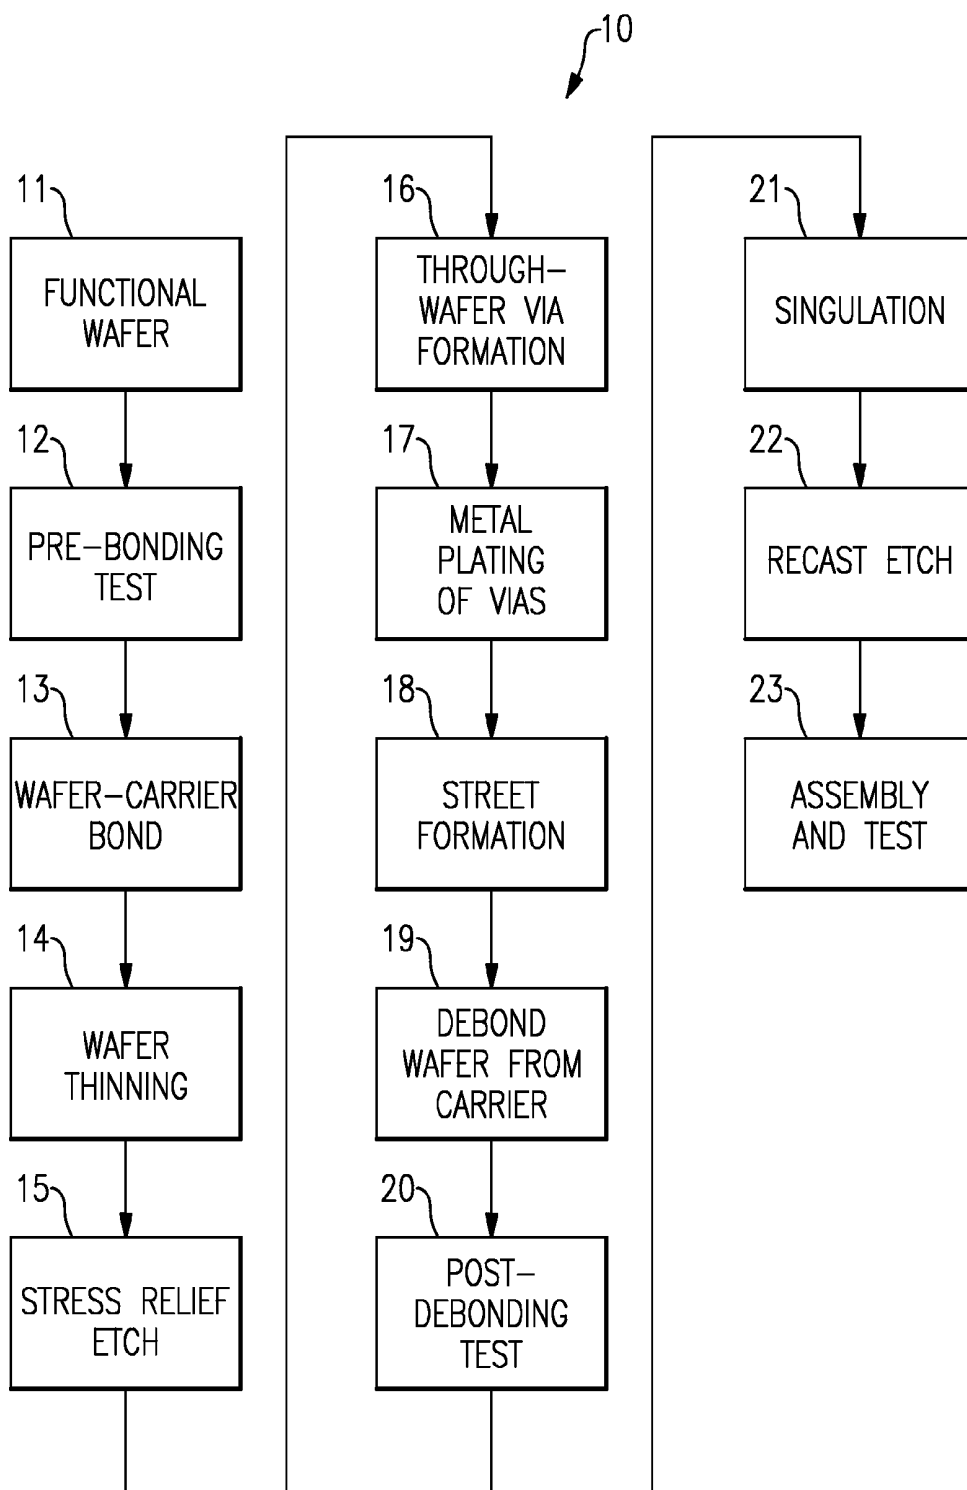 10
11
FUNCTIONAL
WAFER
12
PRE-BONDING
TEST
13
WAFER-CARRIER
BOND
14
WAFER
THINNING
15
STRESS RELIEF
ETCH
16
THROUGH-
WAFER VIA
FORMATION
17
METAL
PLATING
OF VIAS
18
STREET
FORMATION
19
DEBOND
WAFER FROM
CARRIER
20
POST-
DEBONDING
TEST
21
SINGULATION
22
RECAST ETCH
23
ASSEMBLY
AND TEST